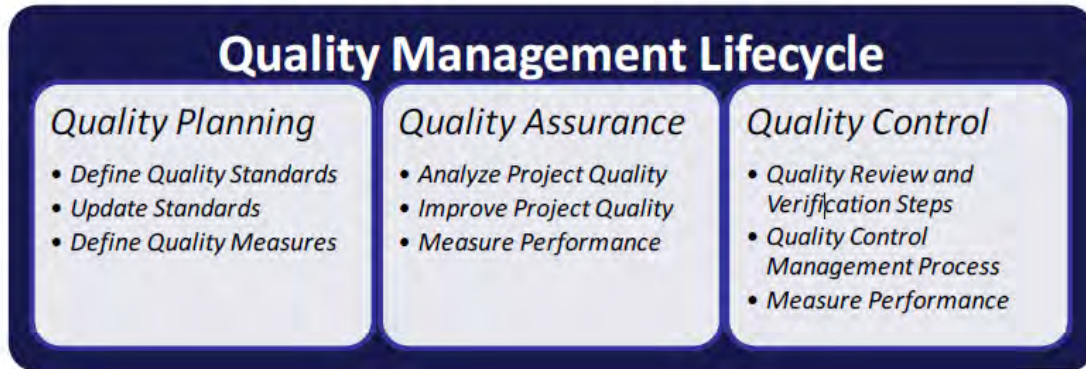 Quality Management Lifecycle
Quality Planning
• Define Quality Standards
• Update Standards
• Define Quality Measures
Quality Assurance
• Analyze Project Quality
• Improve Project Quality
• Measure Performance
Quality Control
• Quality Review and
Verification Steps
• Quality Control
Management Process
• Measure Performance